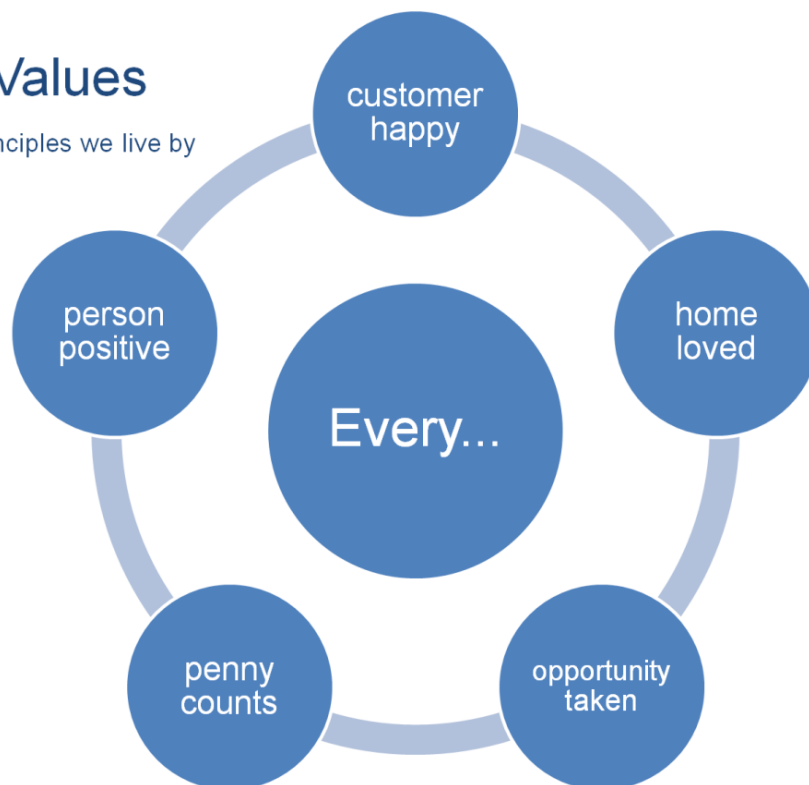 Values
nciples we live by
customer
happy
person
positive
home
loved
Every...
penny
counts
opportunity
taken